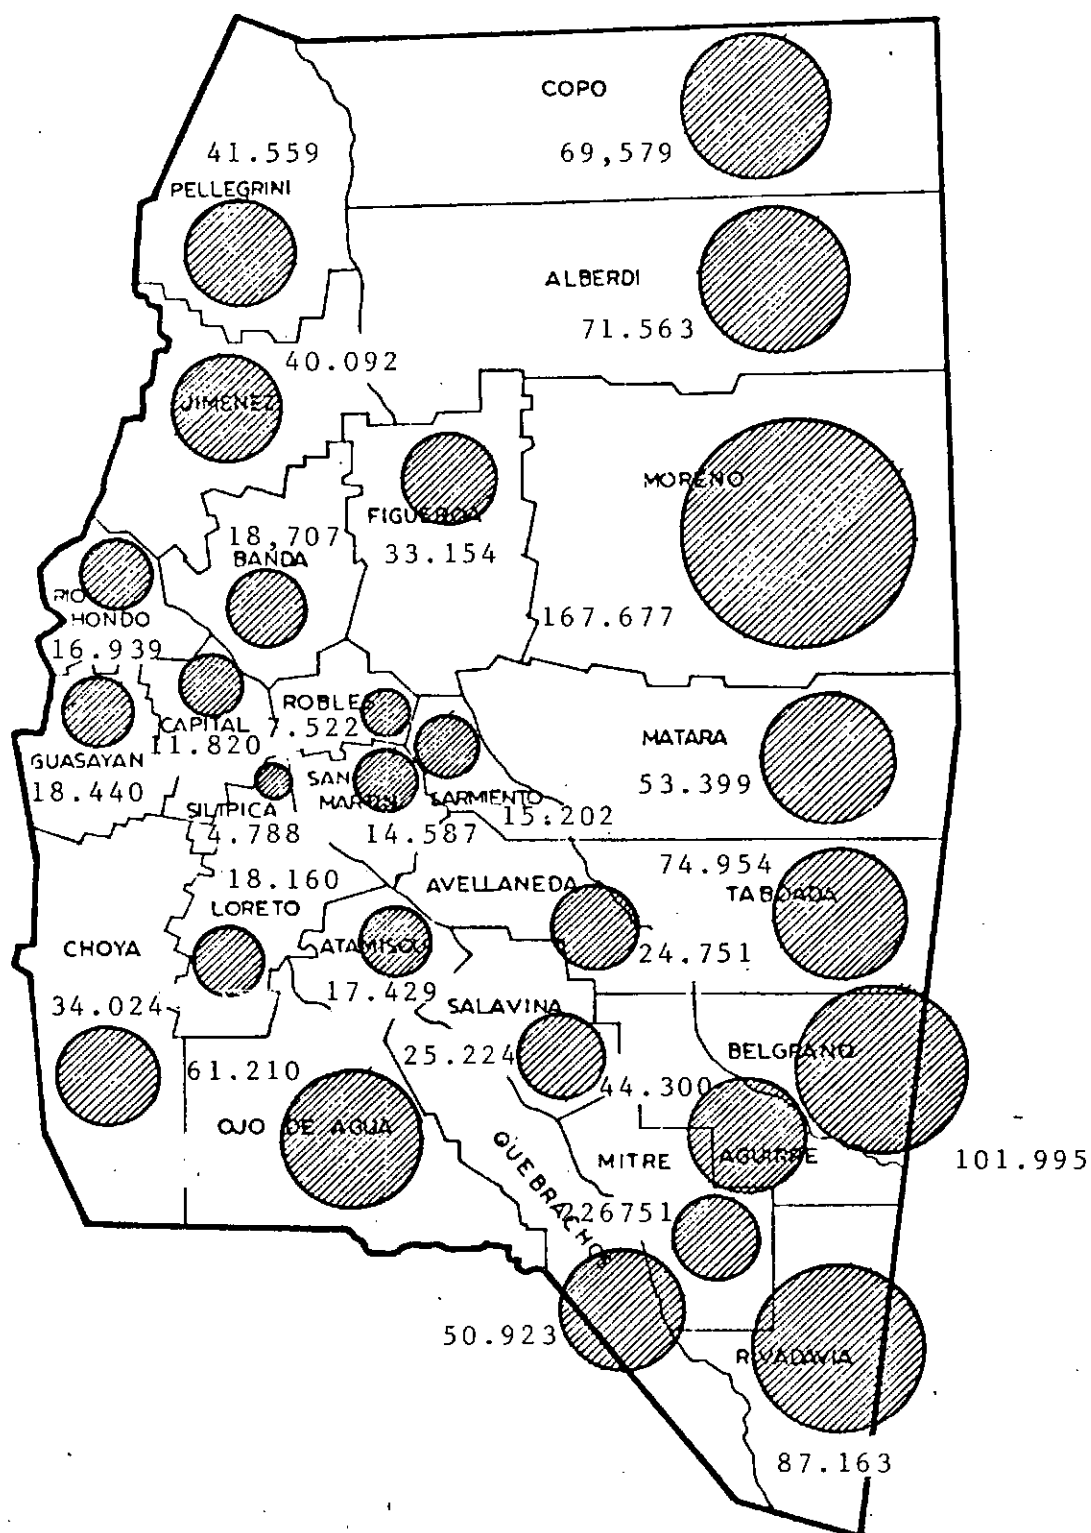 COPO
69,579
41.559
PELLEGRINI
ALBERDI
71.563
40.092
JIMENEZ
MORENO
167.677
FIGUEROA
33.154
18,707
BANDA
RIO
HONDO
16.939
ROBLES
7.522
CAPITAL
11.820
GUASAYAN
18.440
MATARA
53.399
SAN
MARTIN
14.587
SARMIENTO
15.202
SILIPICA
4.788
74.954
TABOADA
18.160
LORETO
AVELLANEDA
24.751
CHOYA
34.024
ATAMISCU
17.429
SALAVINA
25.224
BELGRANO
101.995
44.300
AGUIRRE
61.210
OJO DE AGUA
MITRE
226751
QUEBRACHOS
50.923
RIVADAVIA
87.163